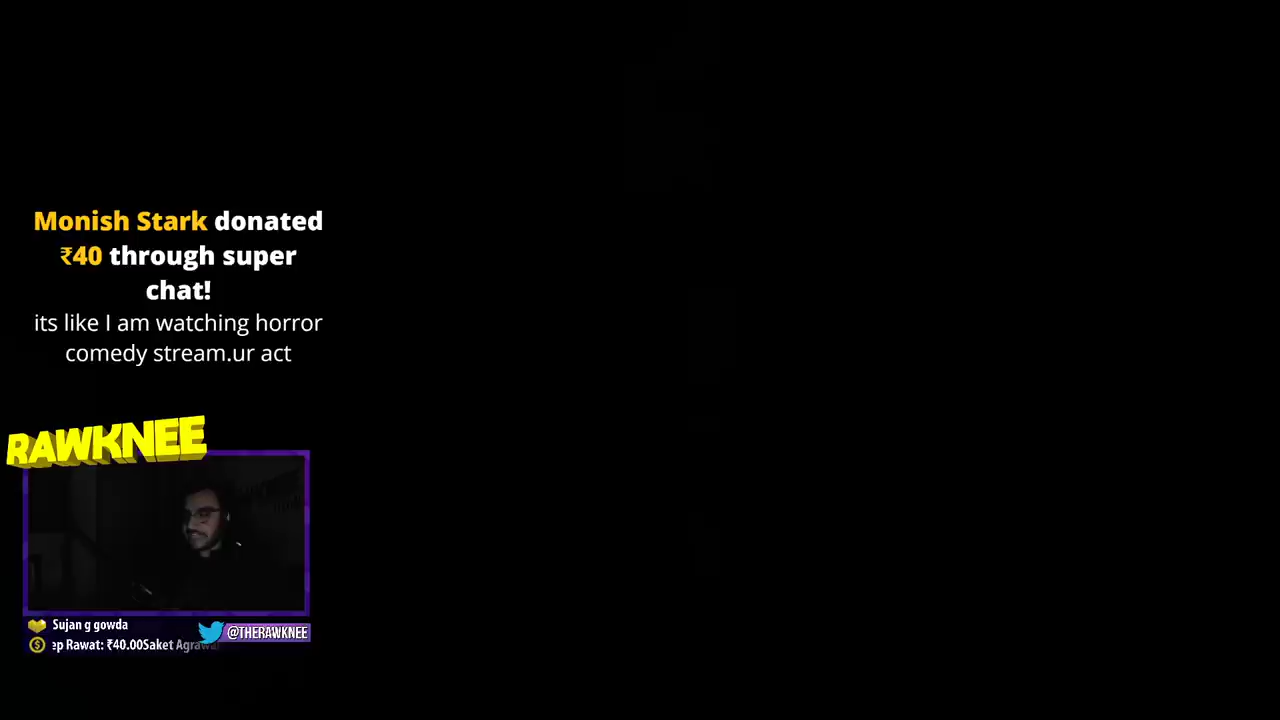 Monish Stark donated
₹40 through super
chat!
its like I am watching horror
comedy stream.ur act
RAWKNEE
Sujan g gowda
@THERAWKNEE
ep Rawat: ₹40.00Saket Agrawal